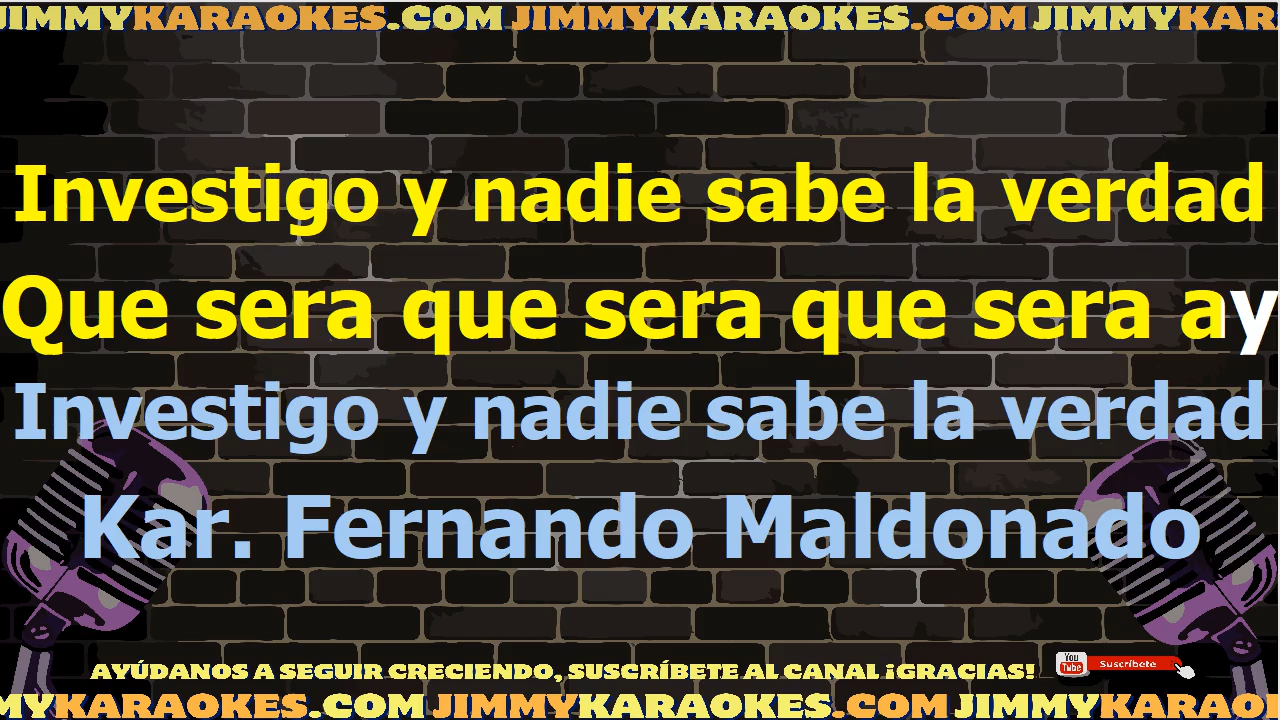 JIMMYKARAOKES.COM JIMMYKARAOKES.COM JIMMYKAR
Investigo y nadie sabe la verdad
Que sera que sera que sera ay
Investigo y nadie sabe la verdad
Kar. Fernando Maldonado
AYÚDANOS A SEGUIR CRECIENDO, SUSCRÍBETE AL CANAL ¡GRACIAS!
You Tube Suscríbete
MYKARAOKES.COM JIMMYKARAOKES.COM JIMMYKARAOI